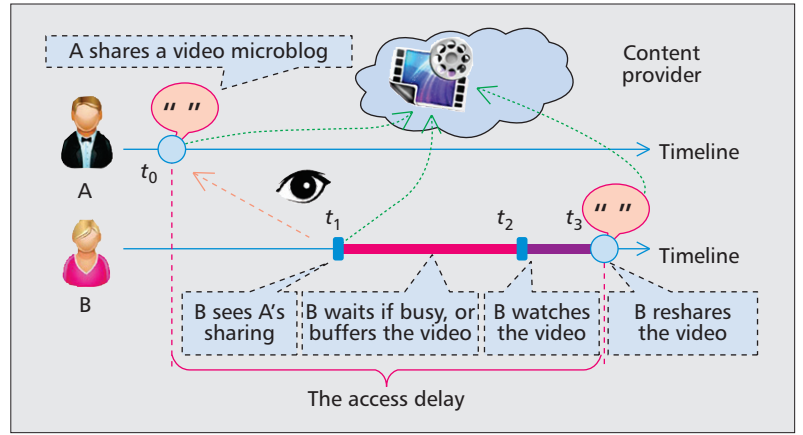 A shares a video microblog
Content
provider
" "
A
t0
Timeline
t1
t2
t3
" "
B
Timeline
B sees A's
sharing
B waits if busy, or
buffers the video
B watches
the video
B reshares
the video
The access delay